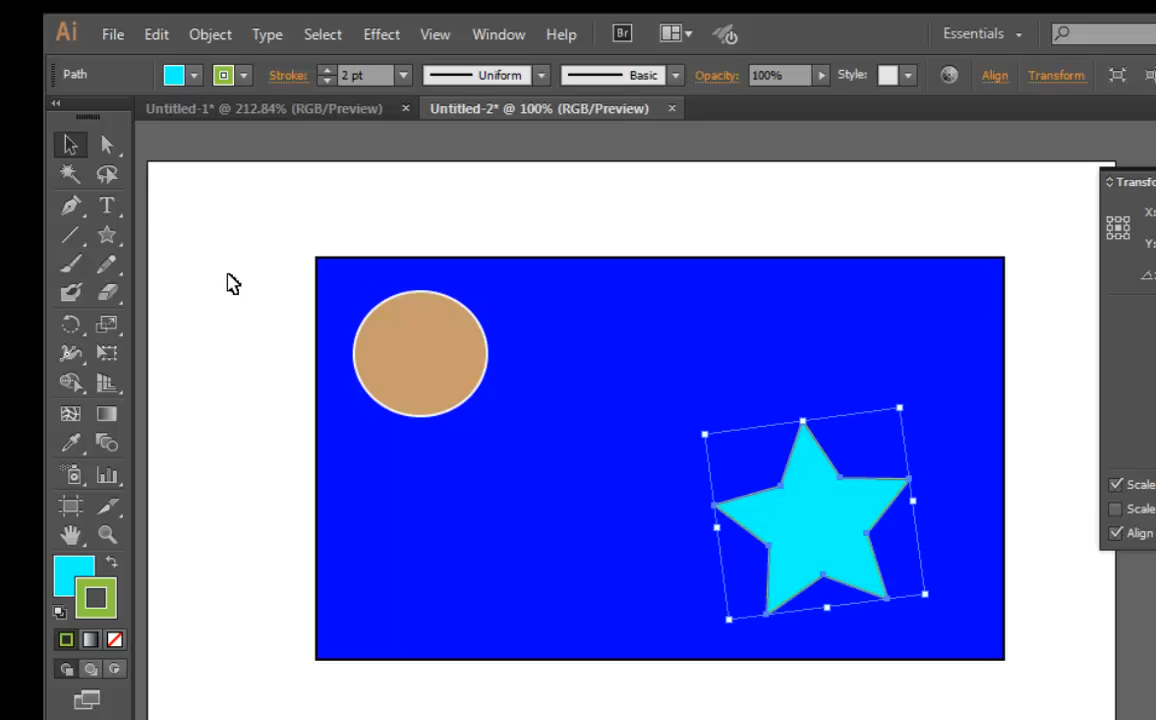 Ai File Edit Object Type Select Effect View Window Help Br Essentials
Path Stroke: 2 pt Uniform Basic Opacity: 100% Style: Align Transform
Untitled-1* @ 212.84% (RGB/Preview) × Untitled-2* @ 100% (RGB/Preview) ×
Transfo
X:
Y:
T
Scale
Scale
Align